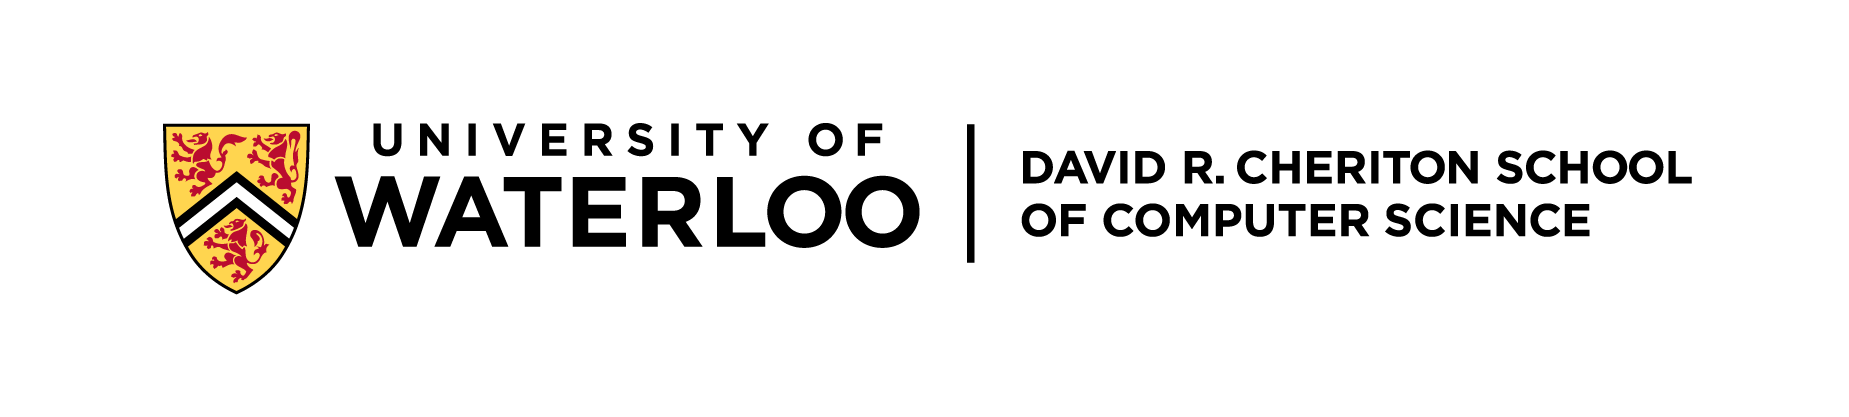 UNIVERSITY OF
WATERLOO
DAVID R. CHERITON SCHOOL
OF COMPUTER SCIENCE